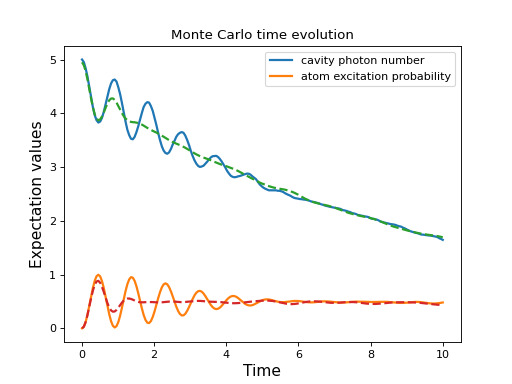 Monte Carlo time evolution
cavity photon number
atom excitation probability
Expectation values
5
4
3
2
1
0
0
2
4
6
8
10
Time